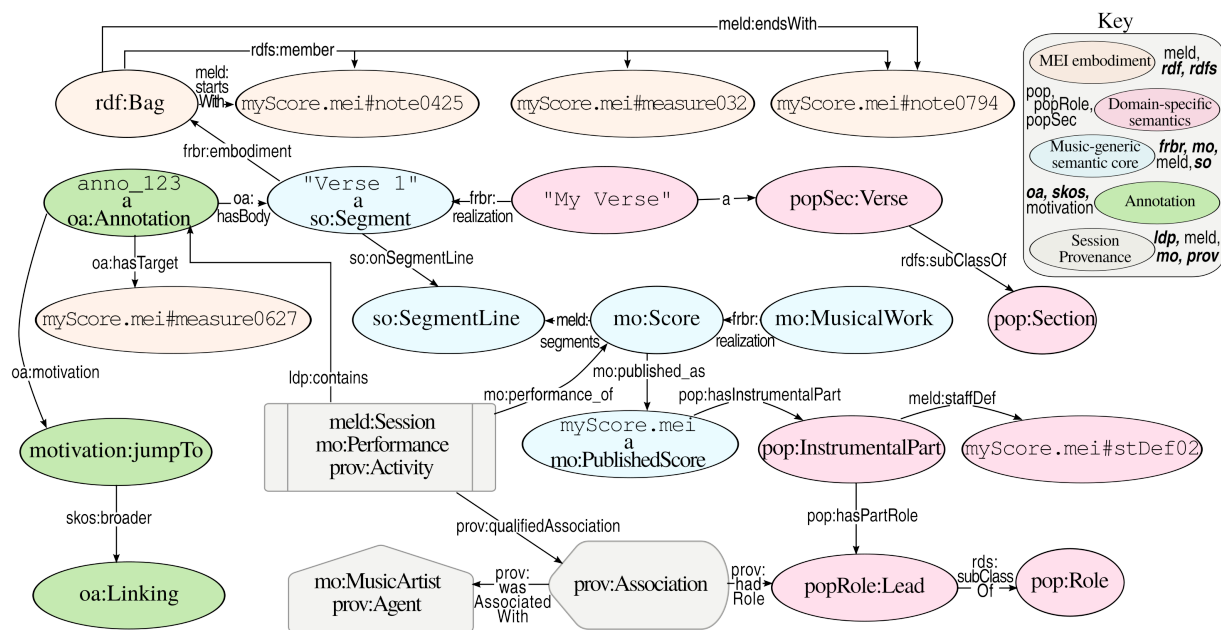 meld:endsWith
rdfs:member
meld:
starts
With
rdf:Bag
myScore.mei#note0425
myScore.mei#measure032
myScore.mei#note0794
Key
MEI embodiment
meld,
rdf, rdfs
pop,
popRole,
popSec
Domain-specific
semantics
Music-generic
semantic core
frbr, mo,
meld, so
oa, skos,
motivation
Annotation
Session
Provenance
ldp, meld,
mo, prov
frbr:embodiment
anno_123
a
oa:Annotation
oa:
hasBody
"Verse 1"
a
so:Segment
frbr:
realization
"My Verse"
a
popSec:Verse
oa:hasTarget
so:onSegmentLine
rdfs:subClassOf
myScore.mei#measure0627
so:SegmentLine
meld:
segments
mo:Score
frbr:
realization
mo:MusicalWork
pop:Section
oa:motivation
ldp:contains
mo:performance_of
mo:published_as
pop:hasInstrumentalPart
meld:staffDef
motivation:jumpTo
meld:Session
mo:Performance
prov:Activity
myScore.mei
a
mo:PublishedScore
pop:InstrumentalPart
myScore.mei#stDef02
skos:broader
prov:qualifiedAssociation
pop:hasPartRole
oa:Linking
mo:MusicArtist
prov:Agent
prov:
was
Associated
With
prov:Association
prov:
had
Role
popRole:Lead
rds:
subClass
Of
pop:Role